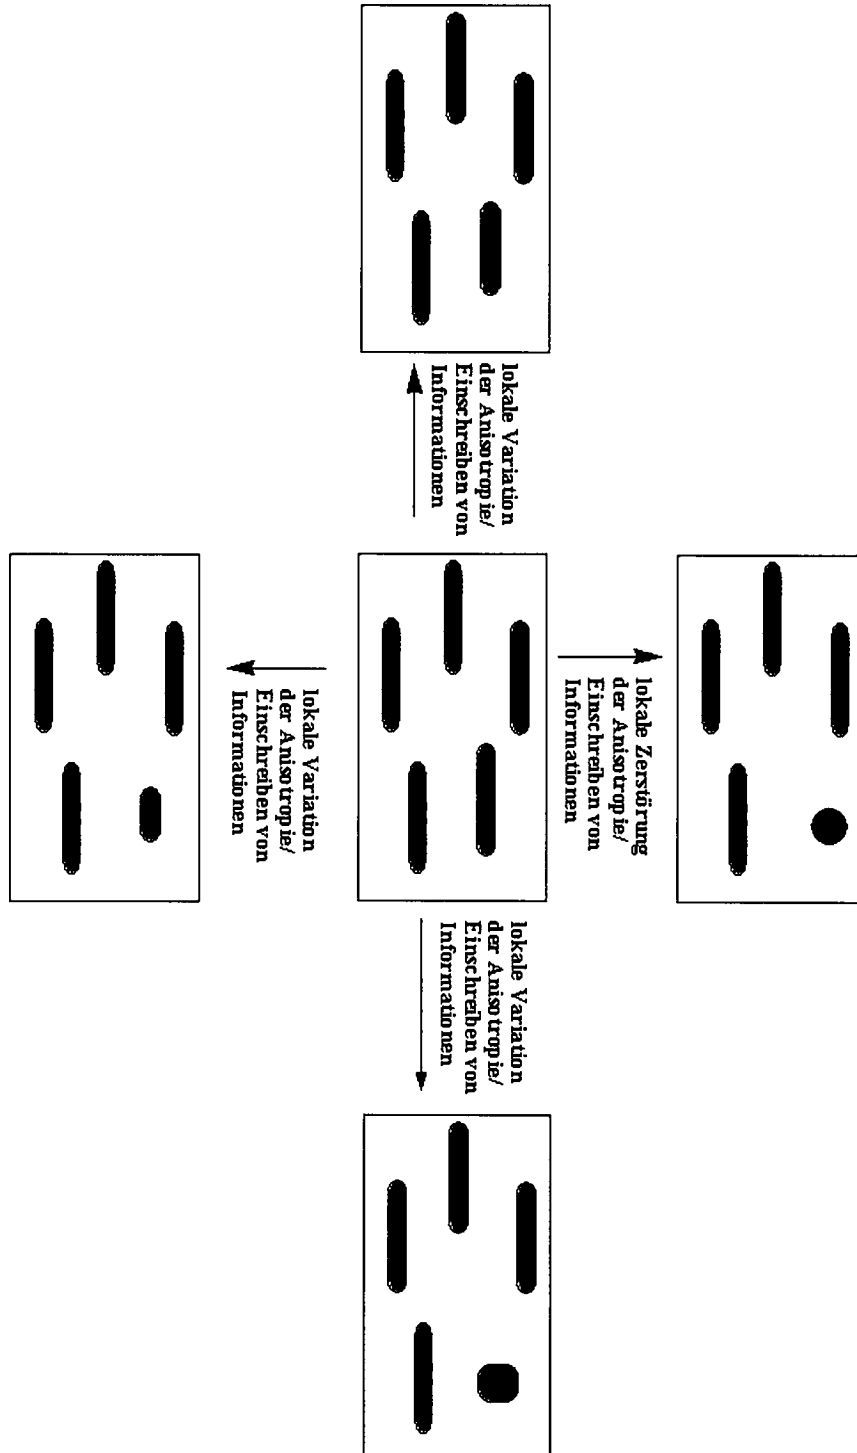 lokale Variation
der Anisotropie/
Einschreiben von
Informationen
lokale Zerstörung
der Anisotropie/
Einschreiben von
Informationen
lokale Variation
der Anisotropie/
Einschreiben von
Informationen
lokale Variation
der Anisotropie/
Einschreiben von
Informationen